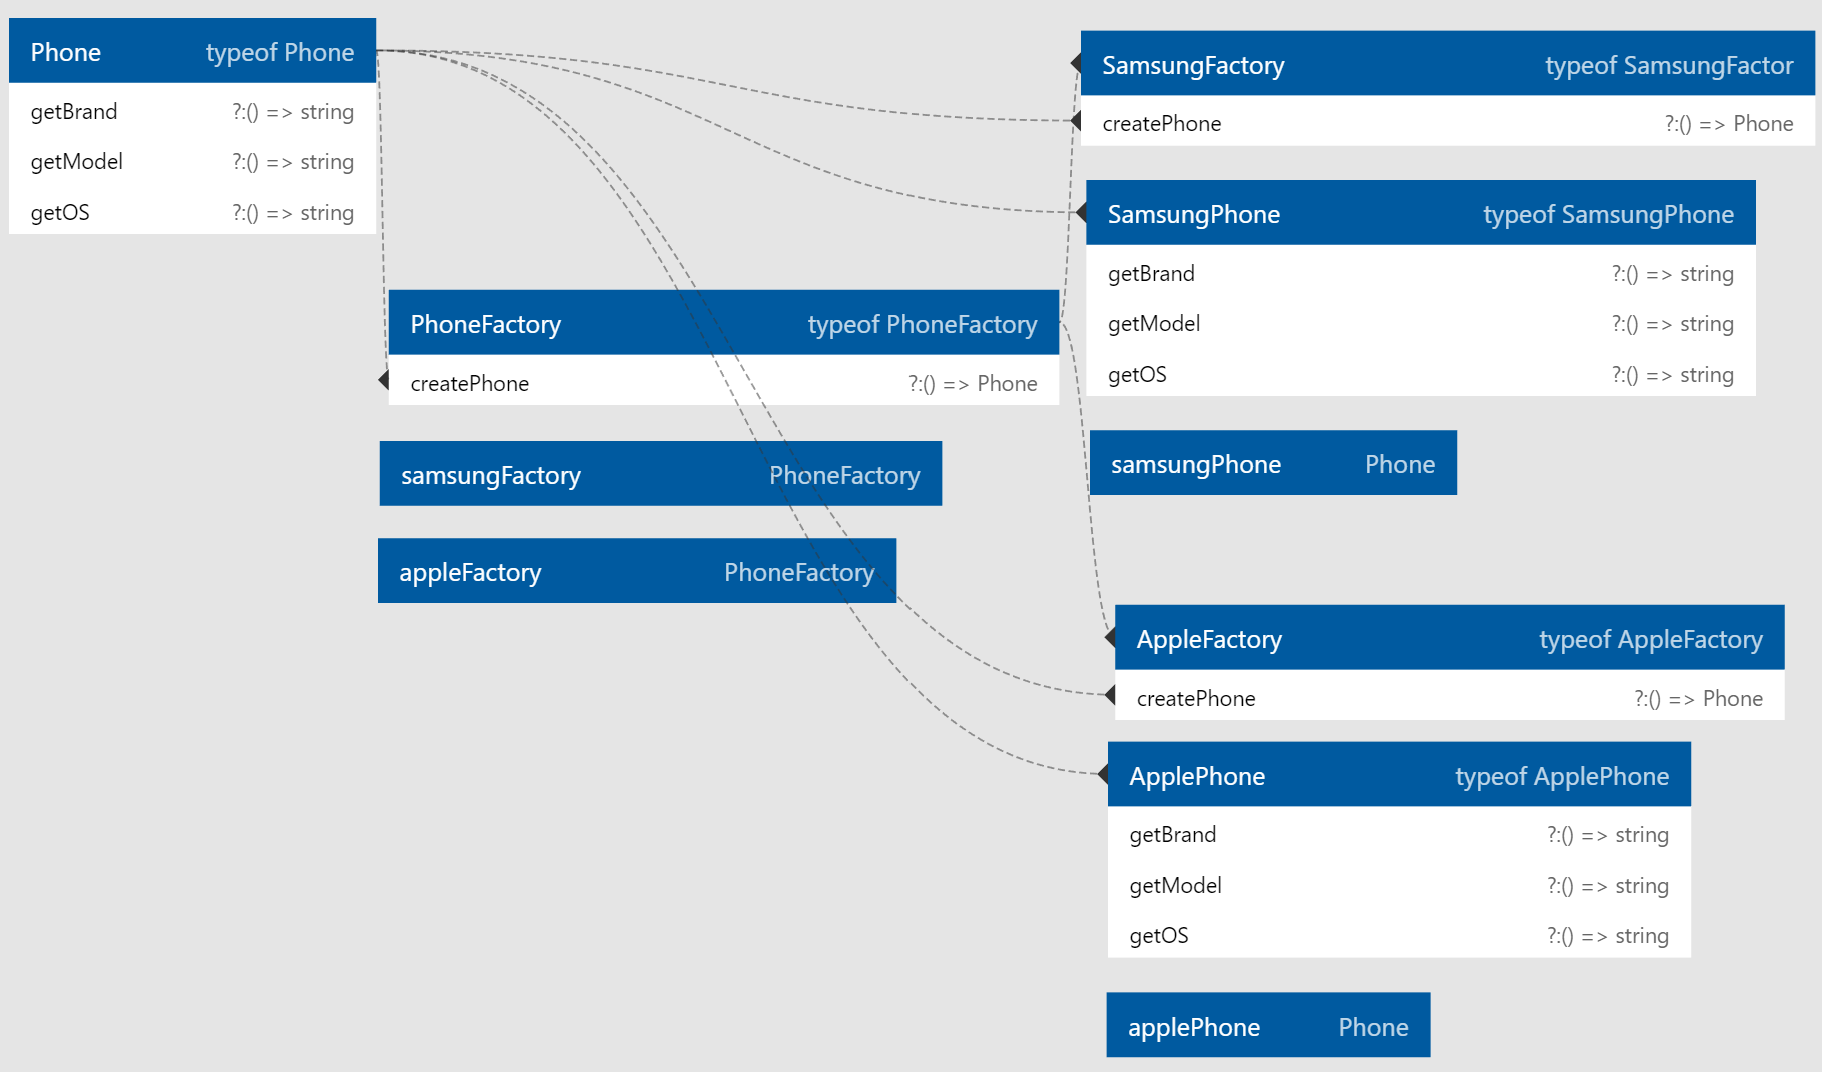 Phone typeof Phone
getBrand ?:() => string
getModel ?:() => string
getOS ?:() => string
PhoneFactory typeof PhoneFactory
createPhone ?:() => Phone
samsungFactory PhoneFactory
appleFactory PhoneFactory
SamsungFactory typeof SamsungFactor
createPhone ?:() => Phone
SamsungPhone typeof SamsungPhone
getBrand ?:() => string
getModel ?:() => string
getOS ?:() => string
samsungPhone Phone
AppleFactory typeof AppleFactory
createPhone ?:() => Phone
ApplePhone typeof ApplePhone
getBrand ?:() => string
getModel ?:() => string
getOS ?:() => string
applePhone Phone